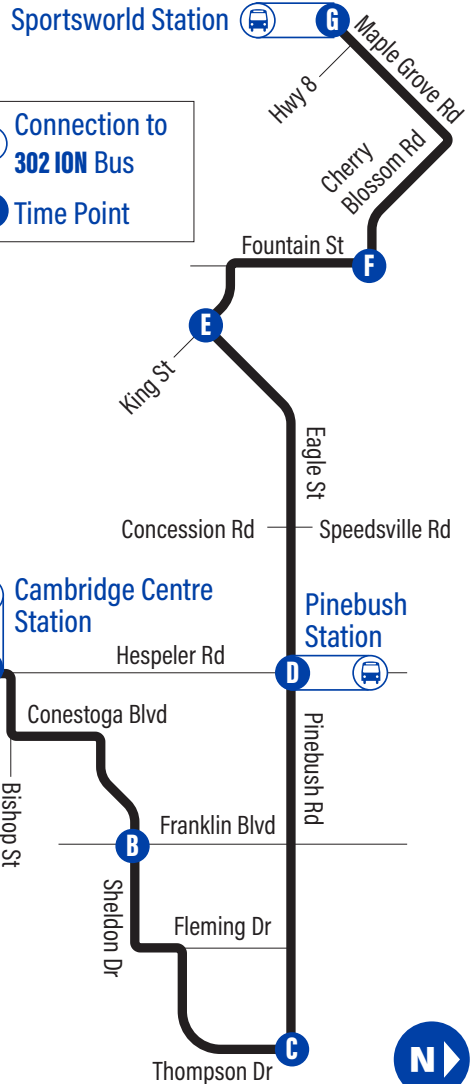 Sportsworld Station
G
Maple Grove Rd
Hwy 8
Connection to
302 ION Bus
Time Point
Cherry
Blossom Rd
Fountain St
F
E
King St
Eagle St
Concession Rd
Speedsville Rd
Cambridge Centre
Station
Pinebush
Station
Hespeler Rd
D
Conestoga Blvd
Pinebush Rd
Bishop St
Franklin Blvd
B
Sheldon Dr
Fleming Dr
C
Thompson Dr
N